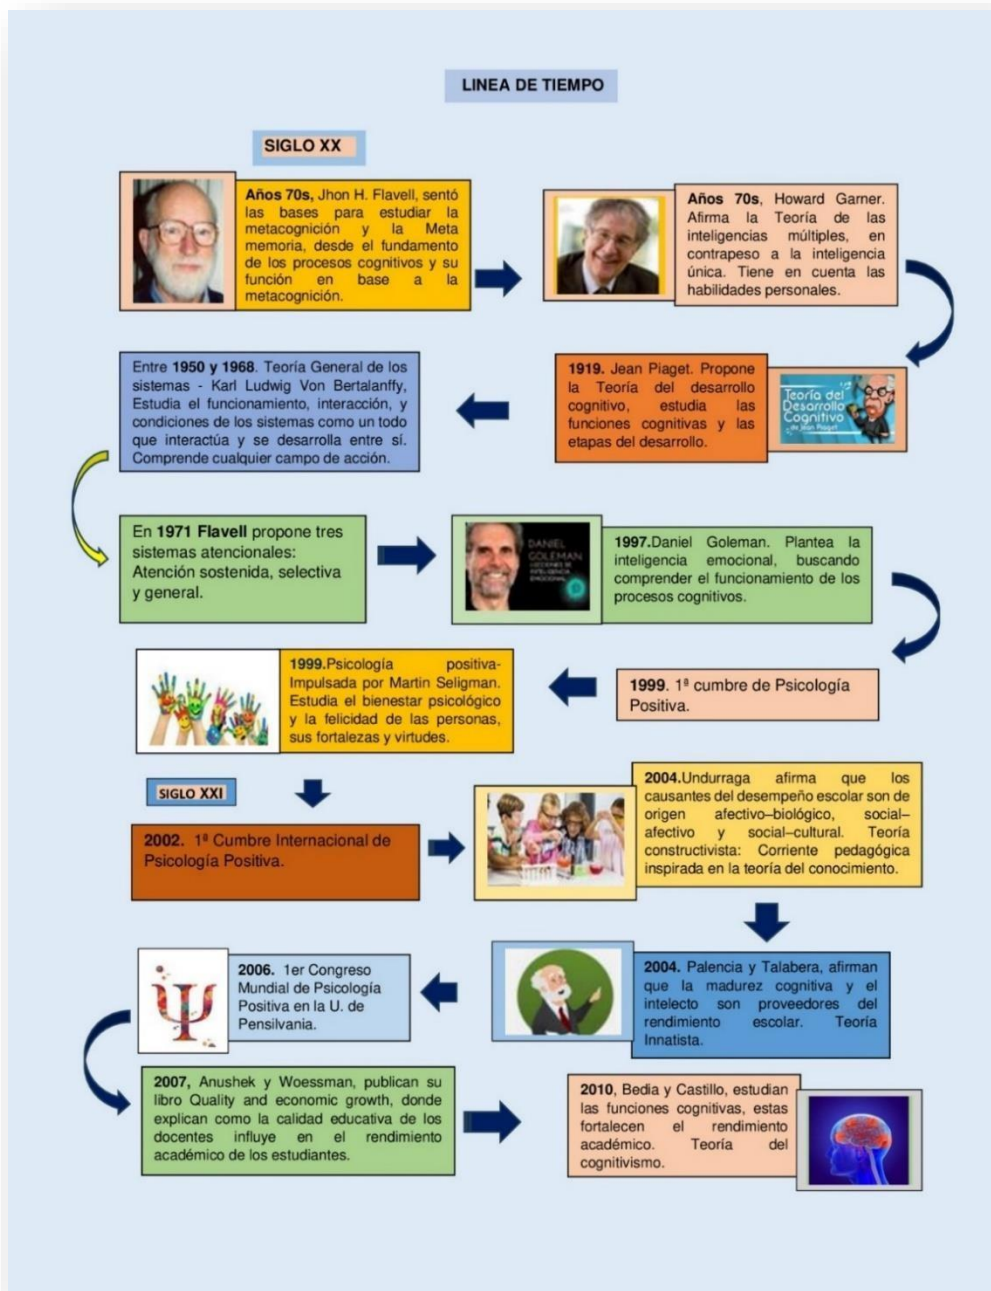 LINEA DE TIEMPO
SIGLO XX
Años 70s, Jhon H. Flavell, sentó
las bases para estudiar la
metacognición y la Meta
memoria, desde el fundamento
de los procesos cognitivos y su
función en base a la
metacognición.
Años 70s, Howard Garner.
Afirma la Teoría de las
inteligencias múltiples, en
contrapeso a la inteligencia
única. Tiene en cuenta las
habilidades personales.
1919. Jean Piaget. Propone
la Teoría del desarrollo
cognitivo, estudia las
funciones cognitivas y las
etapas del desarrollo.
Teoría del
Desarrollo
Cognitivo
de Jean Piaget
Entre 1950 y 1968. Teoría General de los
sistemas - Karl Ludwig Von Bertalanffy,
Estudia el funcionamiento, interacción, y
condiciones de los sistemas como un todo
que interactúa y se desarrolla entre sí.
Comprende cualquier campo de acción.
En 1971 Flavell propone tres
sistemas atencionales:
Atención sostenida, selectiva
y general.
DANIEL
GOLEMAN
LECCIONES DE
INTELIGENCIA
EMOCIONAL
1997.Daniel Goleman. Plantea la
inteligencia emocional, buscando
comprender el funcionamiento de los
procesos cognitivos.
1999. 1ª cumbre de Psicología
Positiva.
1999.Psicología positiva-
Impulsada por Martin Seligman.
Estudia el bienestar psicológico
y la felicidad de las personas,
sus fortalezas y virtudes.
SIGLO XXI
2002. 1ª Cumbre Internacional de
Psicología Positiva.
2004.Undurraga afirma que los
causantes del desempeño escolar son de
origen afectivo–biológico, social–
afectivo y social–cultural. Teoría
constructivista: Corriente pedagógica
inspirada en la teoría del conocimiento.
2004. Palencia y Talabera, afirman
que la madurez cognitiva y el
intelecto son proveedores del
rendimiento escolar. Teoría
Innatista.
2006. 1er Congreso
Mundial de Psicología
Positiva en la U. de
Pensilvania.
2007, Anushek y Woessman, publican su
libro Quality and economic growth, donde
explican como la calidad educativa de los
docentes influye en el rendimiento
académico de los estudiantes.
2010, Bedia y Castillo, estudian
las funciones cognitivas, estas
fortalecen el rendimiento
académico. Teoría del
cognitivismo.